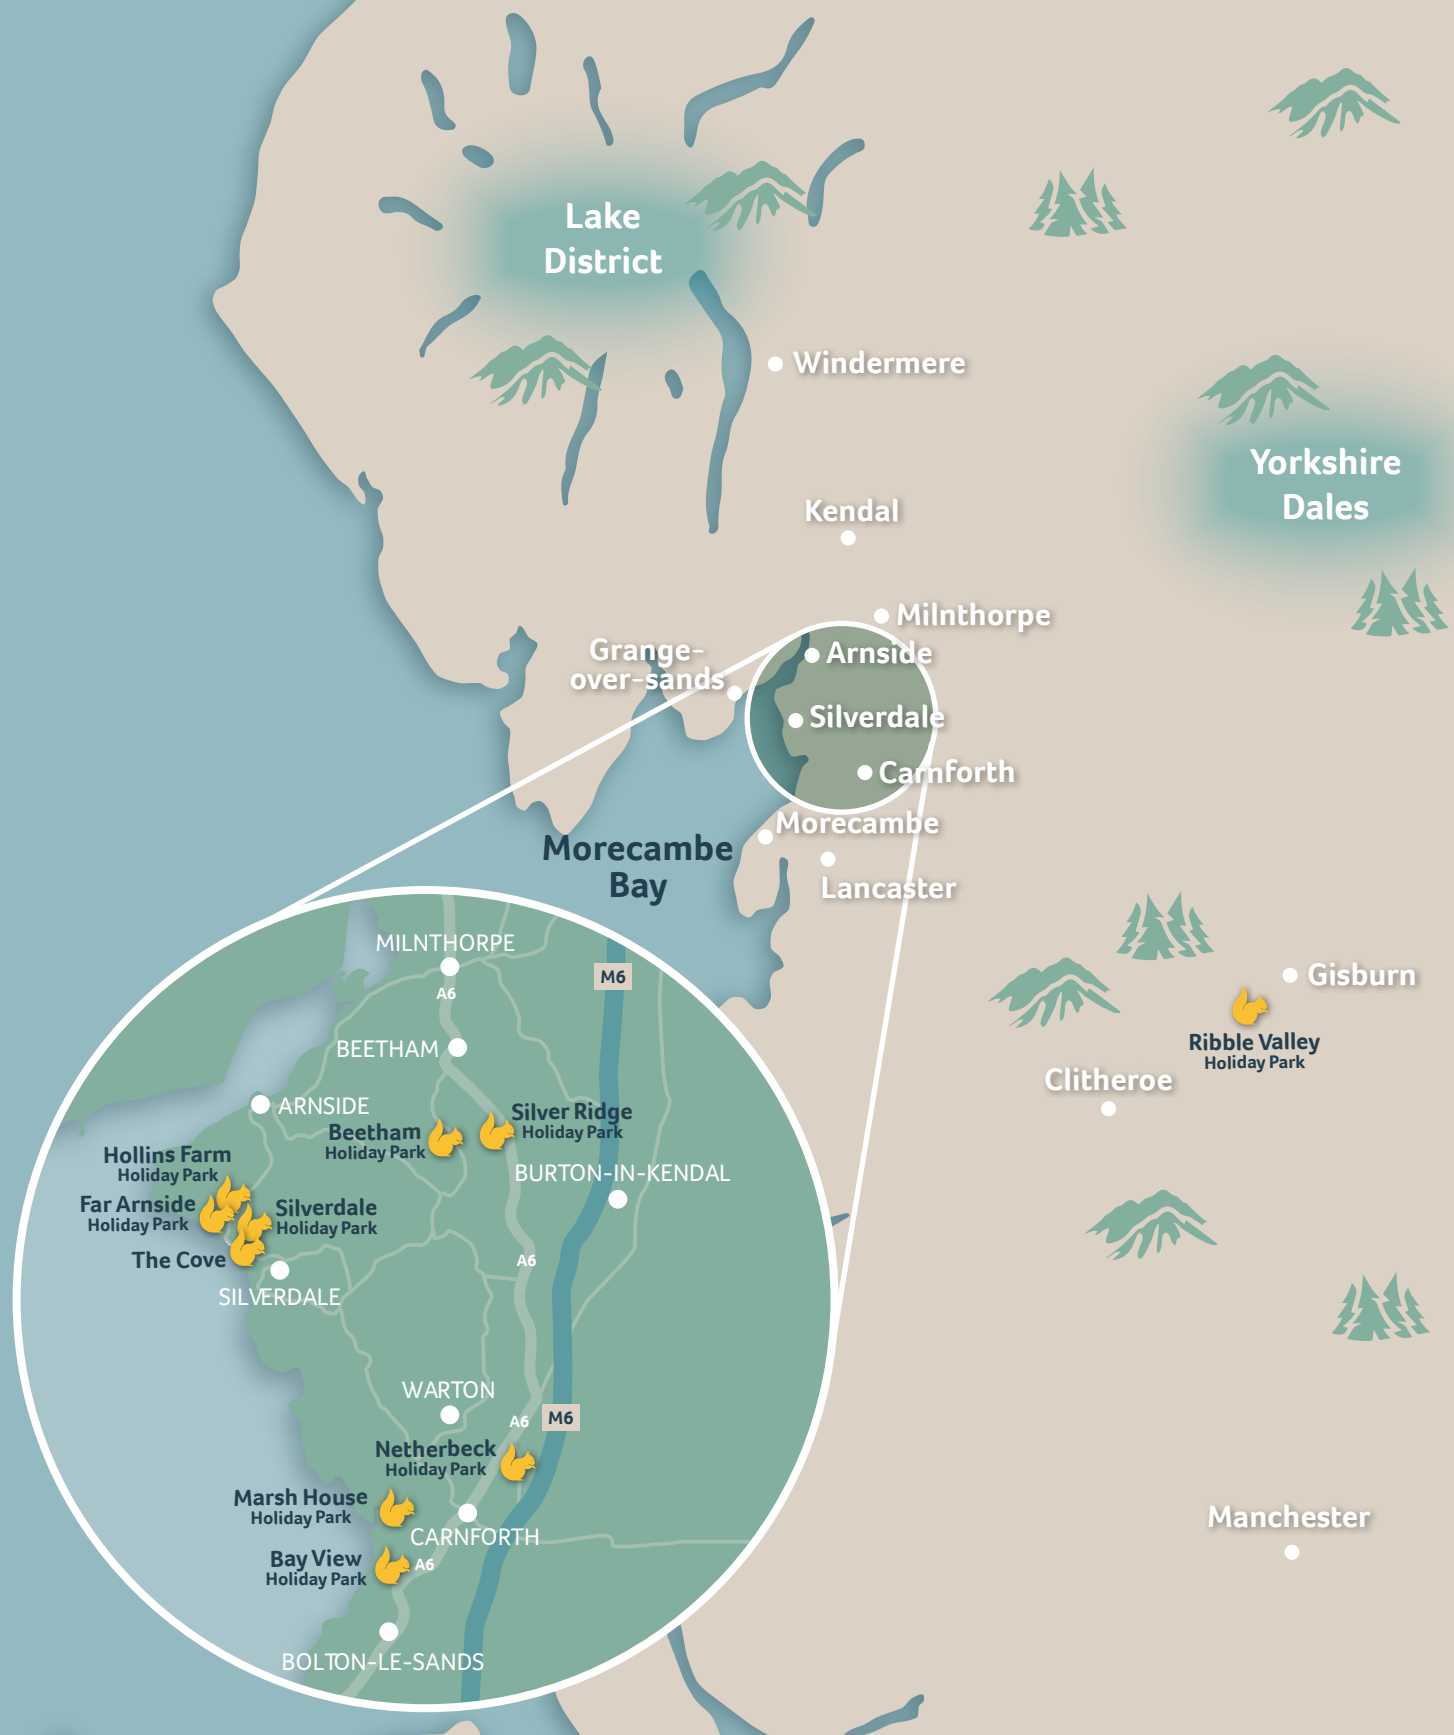 Lake
District
Windermere
Yorkshire
Dales
Kendal
Milnthorpe
Grange-
over-sands
Arnside
Silverdale
Carnforth
Morecambe
Morecambe
Bay
Lancaster
MILNTHORPE
M6
A6
Gisburn
BEETHAM
Ribble Valley
Holiday Park
Clitheroe
ARNSIDE
Silver Ridge
Holiday Park
Beetham
Holiday Park
Hollins Farm
Holiday Park
BURTON-IN-KENDAL
Far Arnside
Holiday Park
Silverdale
Holiday Park
The Cove
A6
SILVERDALE
WARTON
A6
M6
Netherbeck
Holiday Park
Marsh House
Holiday Park
CARNFORTH
Manchester
Bay View
Holiday Park
A6
BOLTON-LE-SANDS